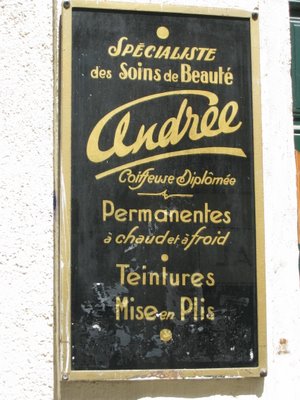 SPÉCIALISTE
des Soins de Beauté
Andrée
Coiffeuse Diplômée
Permanentes
à chaud et à froid
Teintures
Mise en Plis